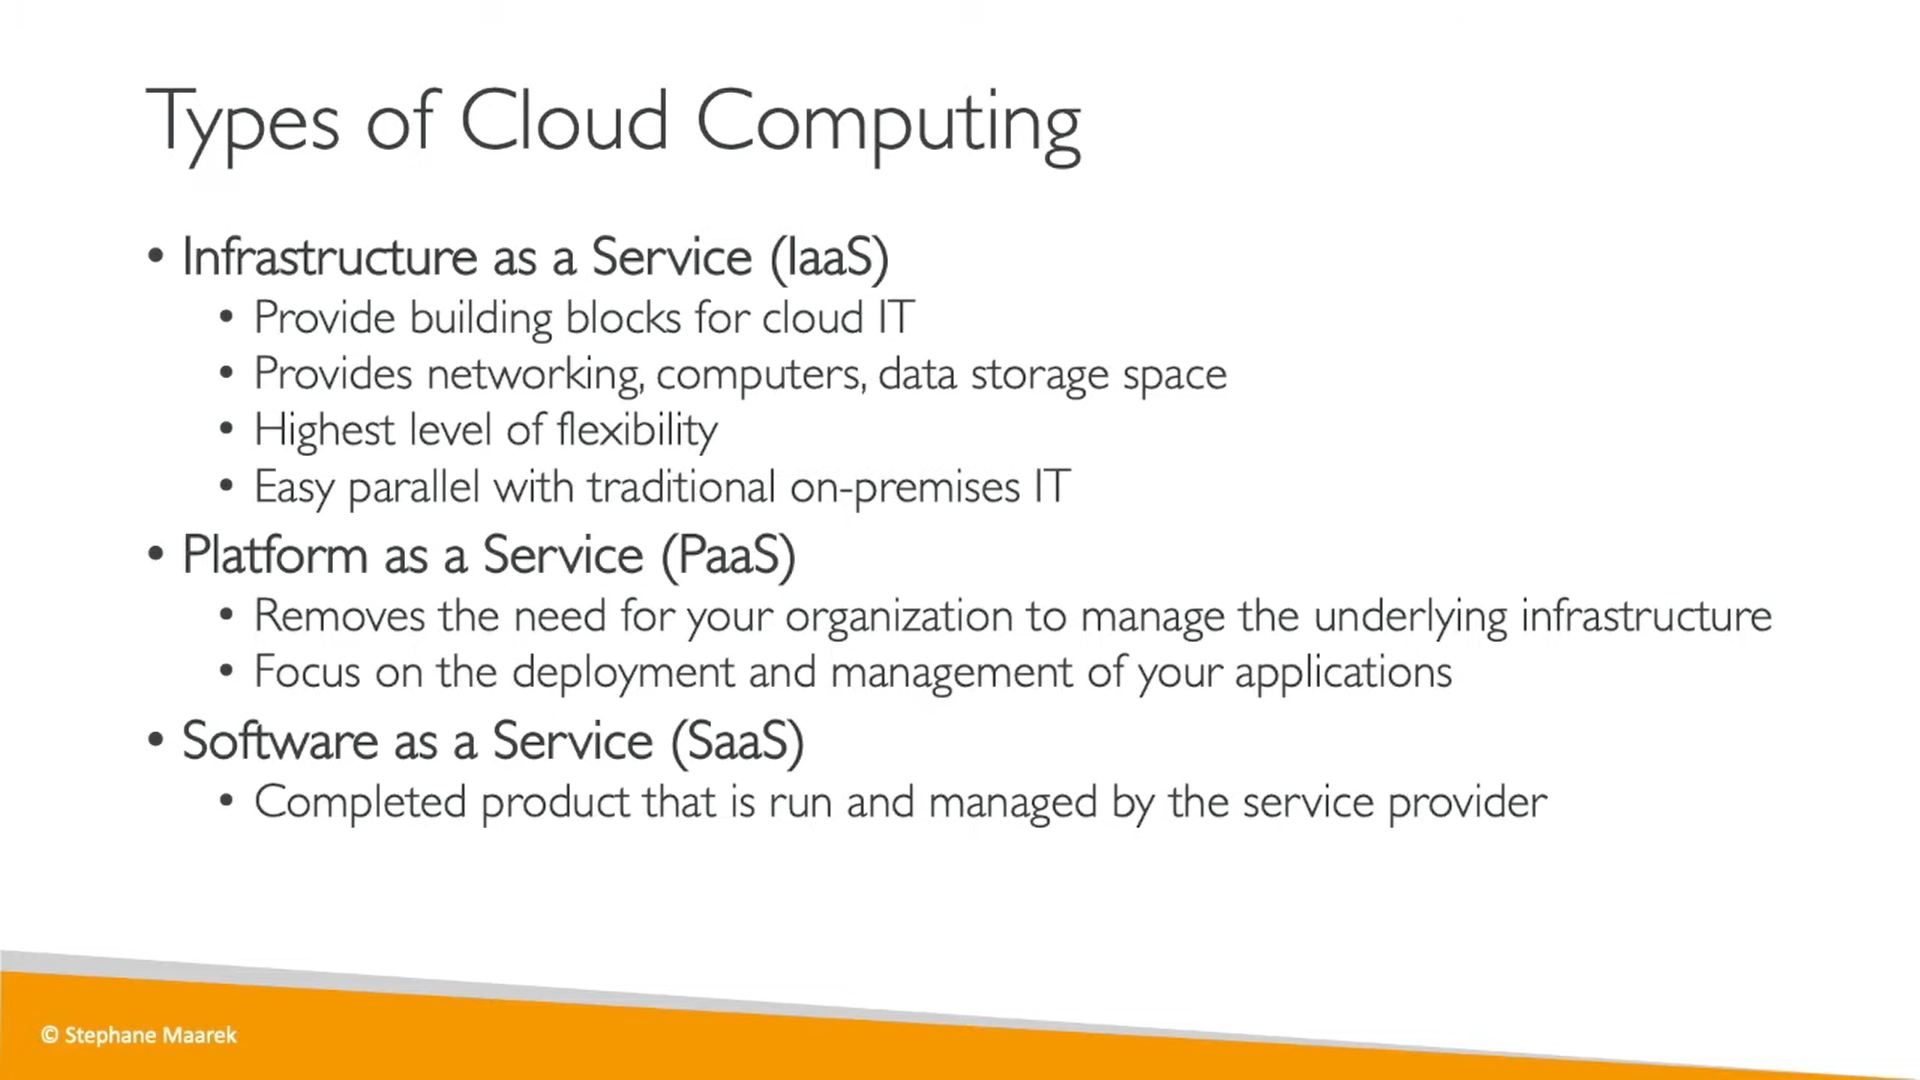 Types of Cloud Computing
• Infrastructure as a Service (IaaS)
• Provide building blocks for cloud IT
• Provides networking, computers, data storage space
• Highest level of flexibility
• Easy parallel with traditional on-premises IT
• Platform as a Service (PaaS)
• Removes the need for your organization to manage the underlying infrastructure
• Focus on the deployment and management of your applications
• Software as a Service (SaaS)
• Completed product that is run and managed by the service provider
© Stephane Maarek